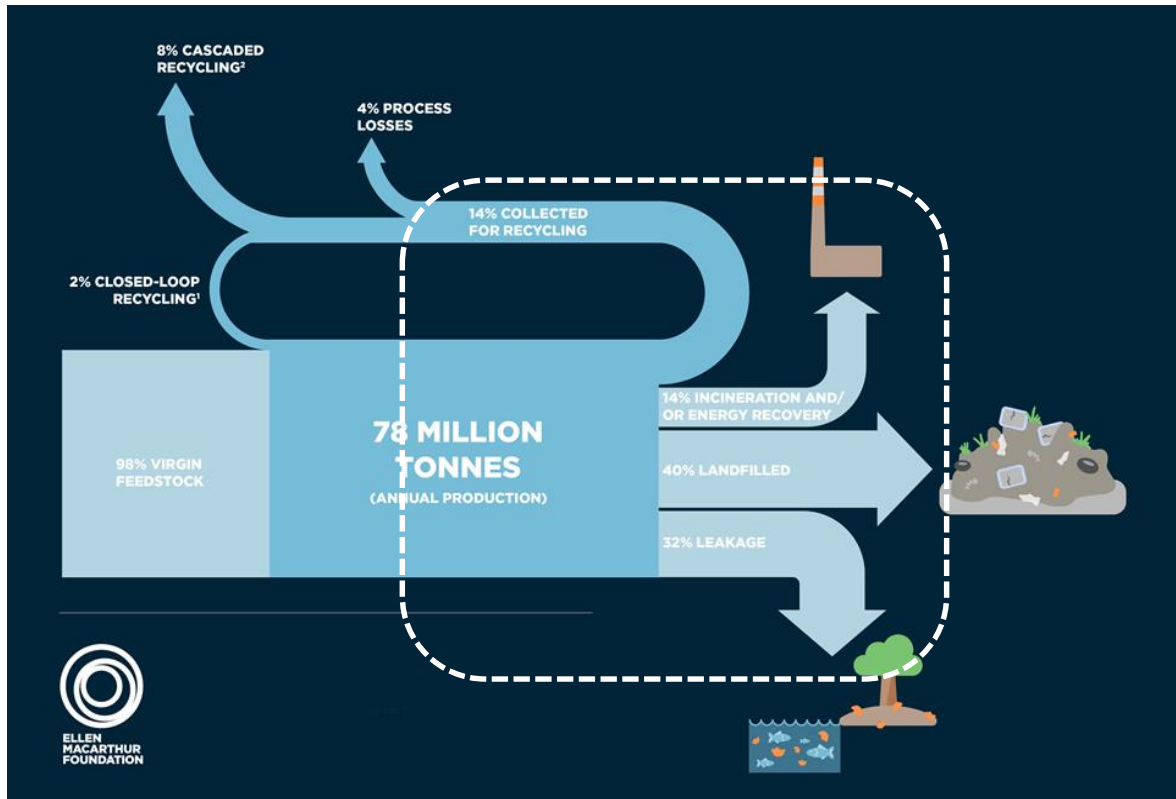 8% CASCADED
RECYCLING²
4% PROCESS
LOSSES
14% COLLECTED
FOR RECYCLING
2% CLOSED-LOOP
RECYCLING¹
14% INCINERATION AND/
OR ENERGY RECOVERY
98% VIRGIN
FEEDSTOCK
78 MILLION
TONNES
(ANNUAL PRODUCTION)
40% LANDFILLED
32% LEAKAGE
ELLEN
MACARTHUR
FOUNDATION